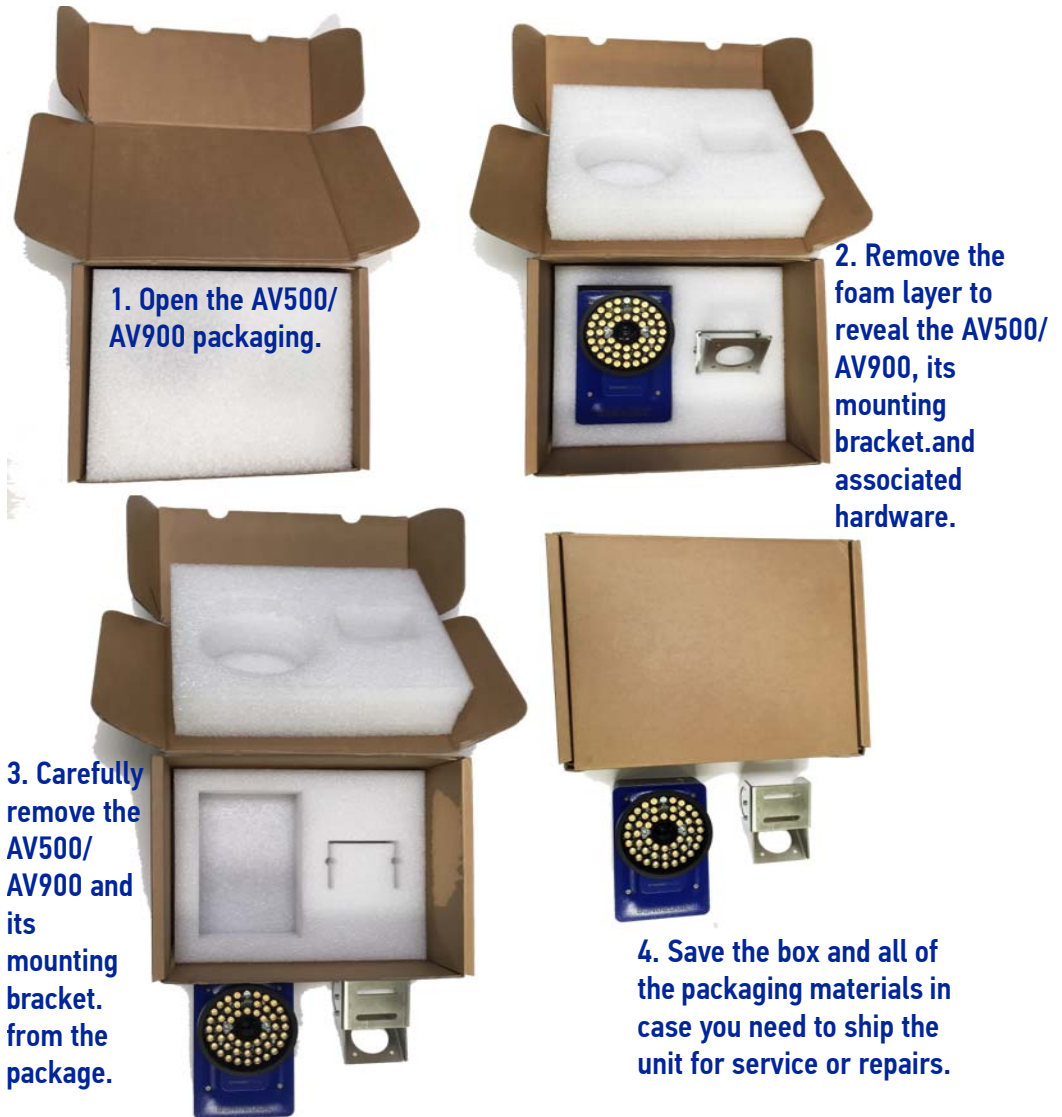 1. Open the AV500/
AV900 packaging.
2. Remove the
foam layer to
reveal the AV500/
AV900, its
mounting
bracket.and
associated
hardware.
3. Carefully
remove the
AV500/
AV900 and
its
mounting
bracket.
from the
package.
4. Save the box and all of
the packaging materials in
case you need to ship the
unit for service or repairs.